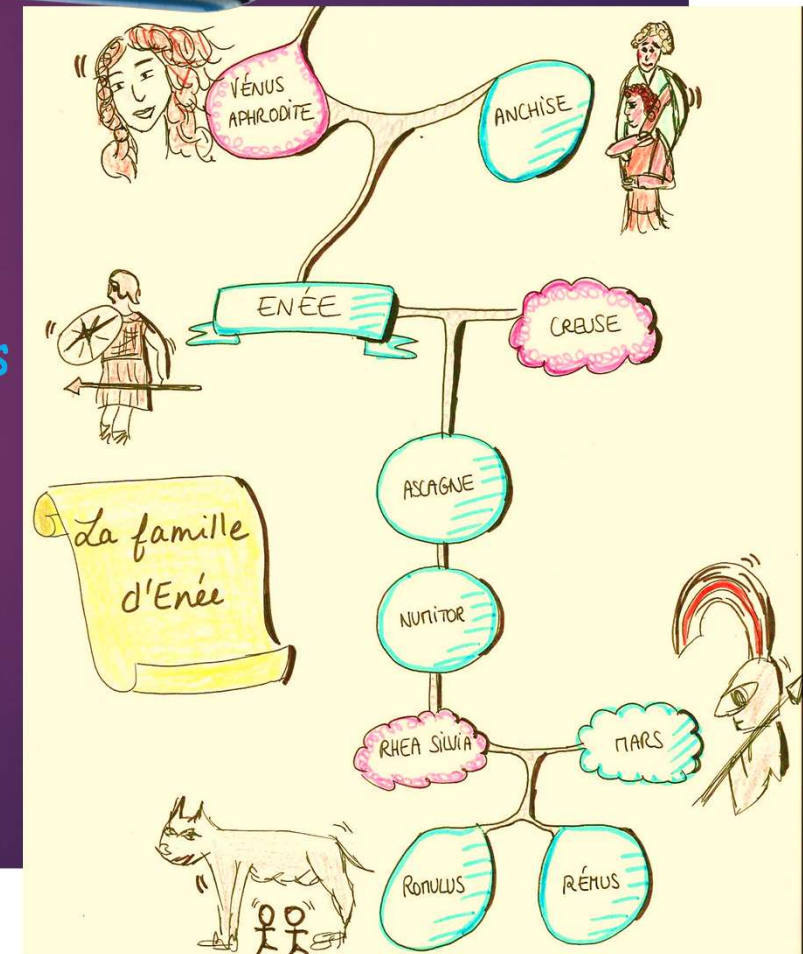 VÉNUS
APHRODITE
ANCHISE
ENÉE
CREUSE
s
ASCAGNE
La famille
d'Enée
NUMITOR
RHEA SILVIA
MARS
ROMULUS
RÉMUS